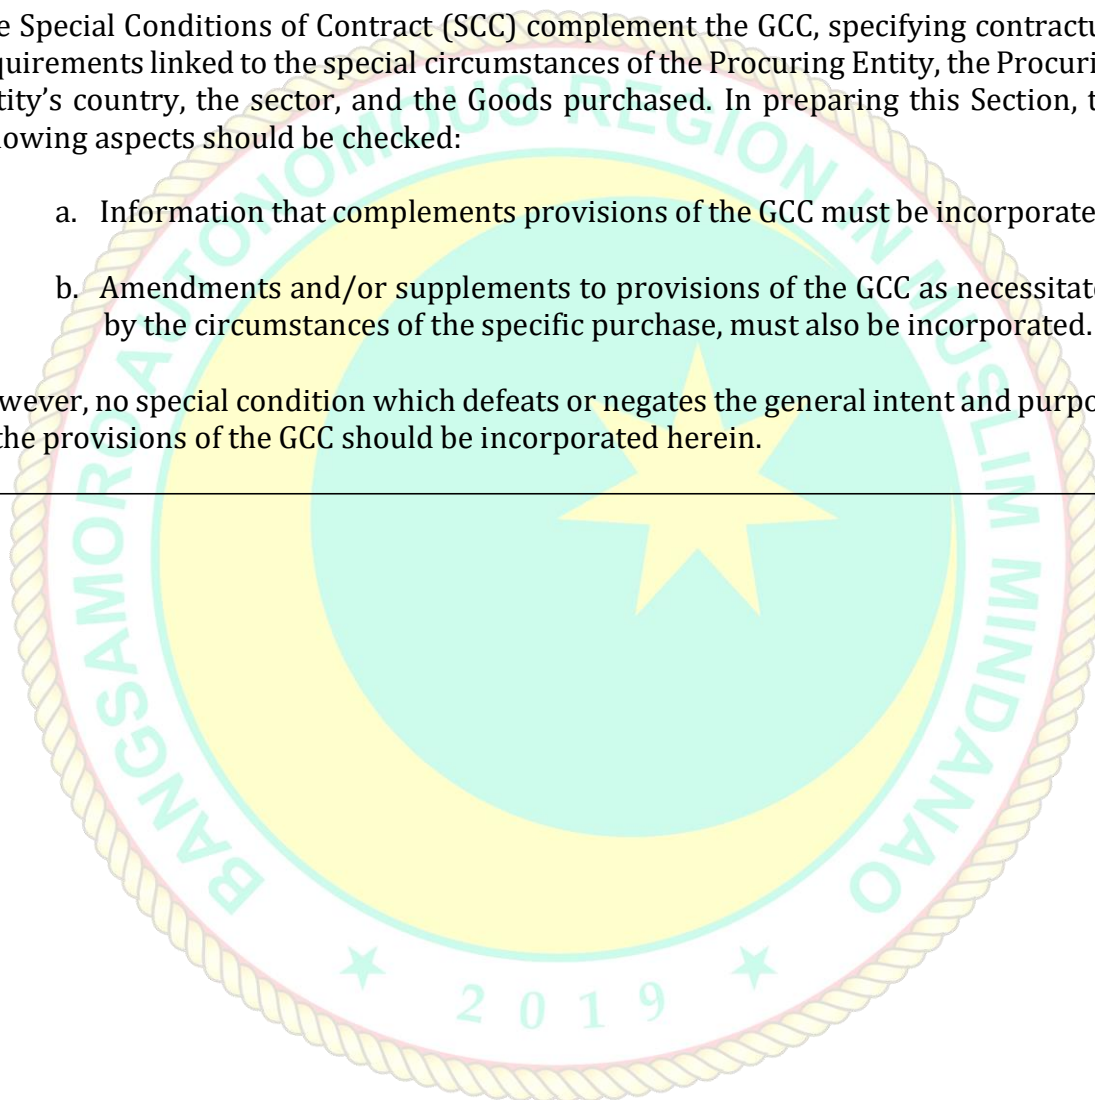 e Special Conditions of Contract (SCC) complement the GCC, specifying contractu
quirements linked to the special circumstances of the Procuring Entity, the Procuri
tity's country, the sector, and the Goods purchased. In preparing this Section, t
lowing aspects should be checked:
a. Information that complements provisions of the GCC must be incorporate
b. Amendments and/or supplements to provisions of the GCC as necessitate
by the circumstances of the specific purchase, must also be incorporated.
wever, no special condition which defeats or negates the general intent and purpo
the provisions of the GCC should be incorporated herein.
BANGSAMORO AUTONOMOUS REGION IN MUSLIM MINDANAO
2019